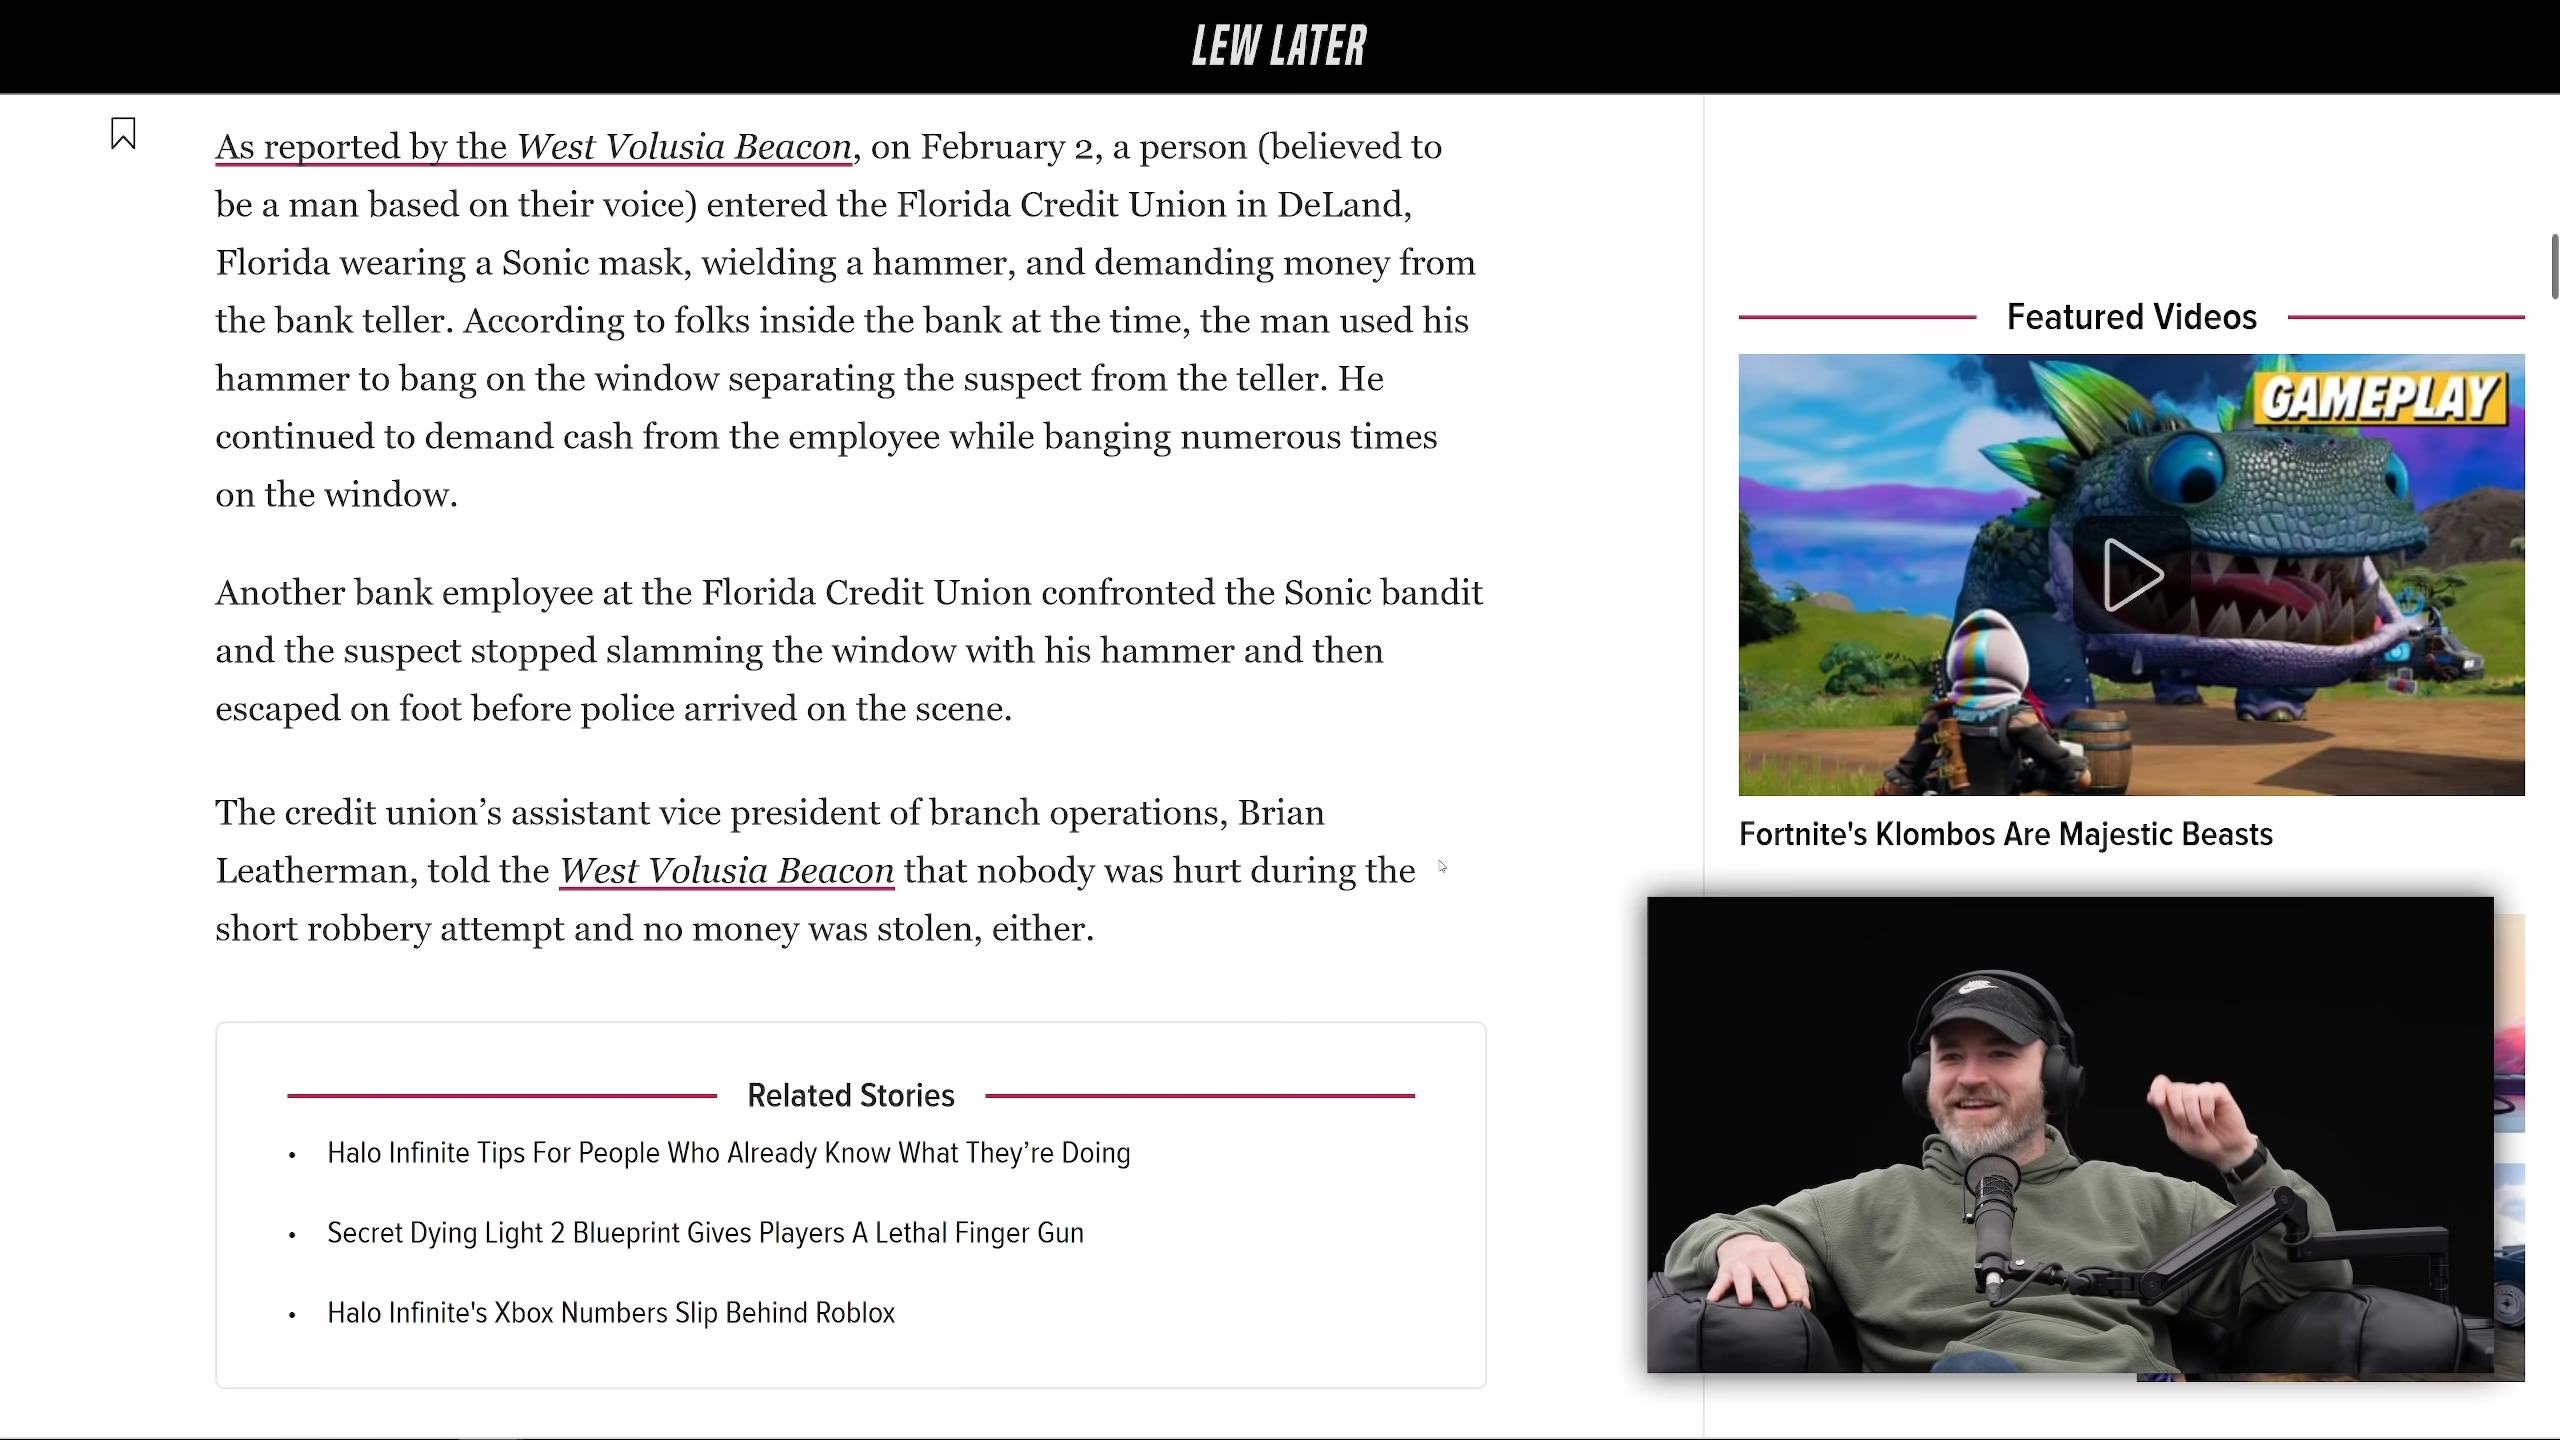 LEW LATER
As reported by the West Volusia Beacon, on February 2, a person (believed to
be a man based on their voice) entered the Florida Credit Union in DeLand,
Florida wearing a Sonic mask, wielding a hammer, and demanding money from
the bank teller. According to folks inside the bank at the time, the man used his
hammer to bang on the window separating the suspect from the teller. He
continued to demand cash from the employee while banging numerous times
on the window.
Another bank employee at the Florida Credit Union confronted the Sonic bandit
and the suspect stopped slamming the window with his hammer and then
escaped on foot before police arrived on the scene.
The credit union’s assistant vice president of branch operations, Brian
Leatherman, told the West Volusia Beacon that nobody was hurt during the
short robbery attempt and no money was stolen, either.
Related Stories
• Halo Infinite Tips For People Who Already Know What They’re Doing
• Secret Dying Light 2 Blueprint Gives Players A Lethal Finger Gun
• Halo Infinite's Xbox Numbers Slip Behind Roblox
Featured Videos
GAMEPLAY
Fortnite's Klombos Are Majestic Beasts